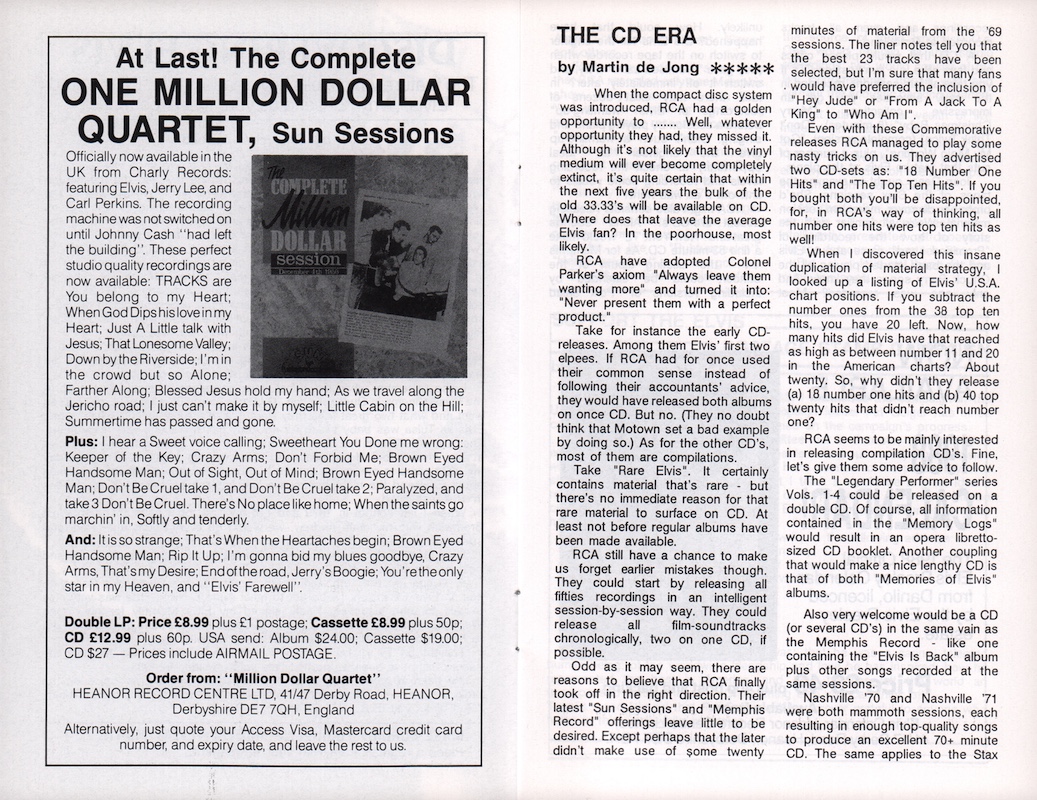 At Last! The Complete
ONE MILLION DOLLAR
QUARTET, Sun Sessions
Officially now available in the
UK from Charly Records:
featuring Elvis, Jerry Lee, and
Carl Perkins. The recording
machine was not switched on
until Johnny Cash "had left
the building". These perfect
studio quality recordings are
now available: TRACKS are
You belong to my Heart;
When God Dips his love in my
Heart; Just A Little talk with
Jesus; That Lonesome Valley;
Down by the Riverside; I'm in
the crowd but so Alone;
The
COMPLETE
Million
DOLLAR
session
December 4th 1956
Farther Along; Blessed Jesus hold my hand; As we travel along the
Jericho road; I just can't make it by myself; Little Cabin on the Hill;
Summertime has passed and gone.
Plus: I hear a Sweet voice calling; Sweetheart You Done me wrong:
Keeper of the Key; Crazy Arms; Don't Forbid Me; Brown Eyed
Handsome Man; Out of Sight, Out of Mind; Brown Eyed Handsome
Man; Don't Be Cruel take 1, and Don't Be Cruel take 2; Paralyzed, and
take 3 Don't Be Cruel. There's No place like home; When the saints go
marchin' in, Softly and tenderly.
And: It is so strange; That's When the Heartaches begin; Brown Eyed
Handsome Man; Rip It Up; I'm gonna bid my blues goodbye, Crazy
Arms, That's my Desire; End of the road, Jerry's Boogie; You're the only
star in my Heaven, and "Elvis' Farewell".
Double LP: Price £8.99 plus £1 postage; Cassette £8.99 plus 50p;
CD £12.99 plus 60p. USA send: Album $24.00; Cassette $19.00;
CD $27 — Prices include AIRMAIL POSTAGE.
Order from: "Million Dollar Quartet"
HEANOR RECORD CENTRE LTD, 41/47 Derby Road, HEANOR,
Derbyshire DE7 7QH, England
Alternatively, just quote your Access Visa, Mastercard credit card
number, and expiry date, and leave the rest to us.
THE CD ERA
by Martin de Jong *****
When the compact disc system
was introduced, RCA had a golden
opportunity to ....... Well, whatever
opportunity they had, they missed it.
Although it's not likely that the vinyl
medium will ever become completely
extinct, it's quite certain that within
the next five years the bulk of the
old 33.33's will be available on CD.
Where does that leave the average
Elvis fan? In the poorhouse, most
likely.
RCA have adopted Colonel
Parker's axiom "Always leave them
wanting more" and turned it into:
"Never present them with a perfect
product."
Take for instance the early CD-
releases. Among them Elvis' first two
elpees. If RCA had for once used
their common sense instead of
following their accountants' advice,
they would have released both albums
on once CD. But no. (They no doubt
think that Motown set a bad example
by doing so.) As for the other CD's,
most of them are compilations.
Take "Rare Elvis". It certainly
contains material that's rare - but
there's no immediate reason for that
rare material to surface on CD. At
least not before regular albums have
been made available.
RCA still have a chance to make
us forget earlier mistakes though.
They could start by releasing all
fifties recordings in an intelligent
session-by-session way. They could
release all film-soundtracks
chronologically, two on one CD, if
possible.
Odd as it may seem, there are
reasons to believe that RCA finally
took off in the right direction. Their
latest "Sun Sessions" and "Memphis
Record" offerings leave little to be
desired. Except perhaps that the later
didn't make use of some twenty
minutes of material from the '69
sessions. The liner notes tell you that
the best 23 tracks have been
selected, but I'm sure that many fans
would have preferred the inclusion of
"Hey Jude" or "From A Jack To A
King" to "Who Am I".
Even with these Commemorative
releases RCA managed to play some
nasty tricks on us. They advertised
two CD-sets as: "18 Number One
Hits" and "The Top Ten Hits". If you
bought both you'll be disappointed,
for, in RCA's way of thinking, all
number one hits were top ten hits as
well!
When I discovered this insane
duplication of material strategy, I
looked up a listing of Elvis' U.S.A.
chart positions. If you subtract the
number ones from the 38 top ten
hits, you have 20 left. Now, how
many hits did Elvis have that reached
as high as between number 11 and 20
in the American charts? About
twenty. So, why didn't they release
(a) 18 number one hits and (b) 40 top
twenty hits that didn't reach number
one?
RCA seems to be mainly interested
in releasing compilation CD's. Fine,
let's give them some advice to follow.
The "Legendary Performer" series
Vols. 1-4 could be released on a
double CD. Of course, all information
contained in the "Memory Logs"
would result in an opera libretto-
sized CD booklet. Another coupling
that would make a nice lengthy CD is
that of both "Memories of Elvis"
albums.
Also very welcome would be a CD
(or several CD's) in the same vain as
the Memphis Record - like one
containing the "Elvis Is Back" album
plus other songs recorded at the
same sessions.
Nashville '70 and Nashville '71
were both mammoth sessions, each
resulting in enough top-quality songs
to produce an excellent 70+ minute
CD. The same applies to the Stax